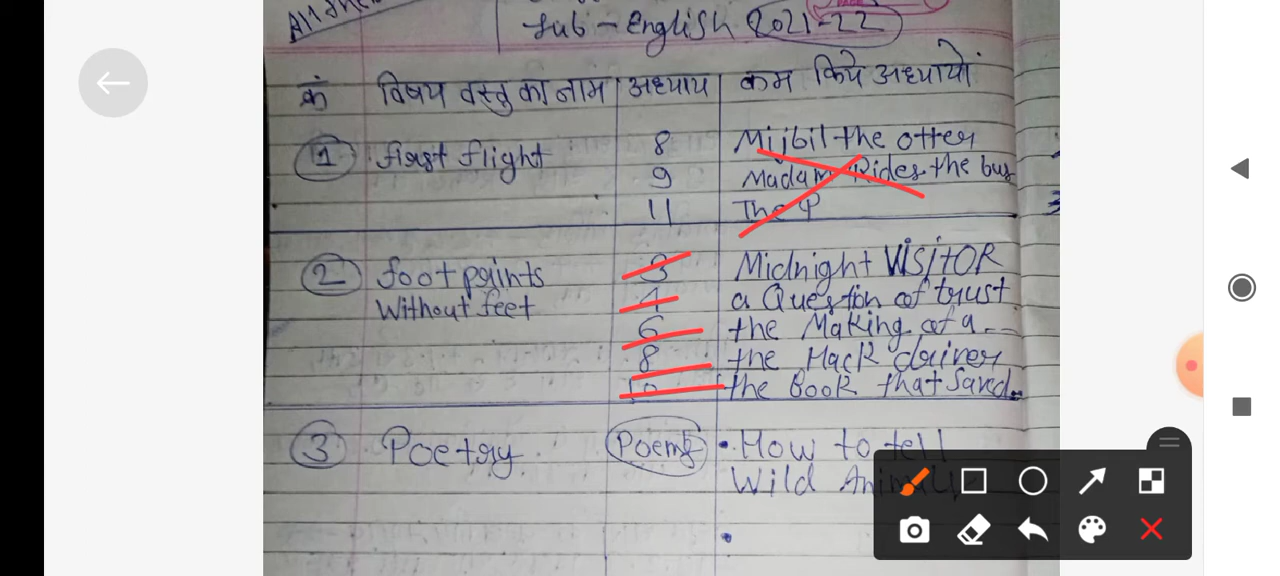 Sub - English 2021-22
कं विषय वस्तु का नाम अध्याय कम किये अध्यायों
1 first flight 8 Mijbil the otter
9 Madam Rides the bus
11 The P
2 foot prints 3 Midnight VISITOR
Without feet 4 a Question of trust
6 the Making of a --
8 the Hack driver
10 the Book that Saved
3 Poetry Poems • How to tell
Wild